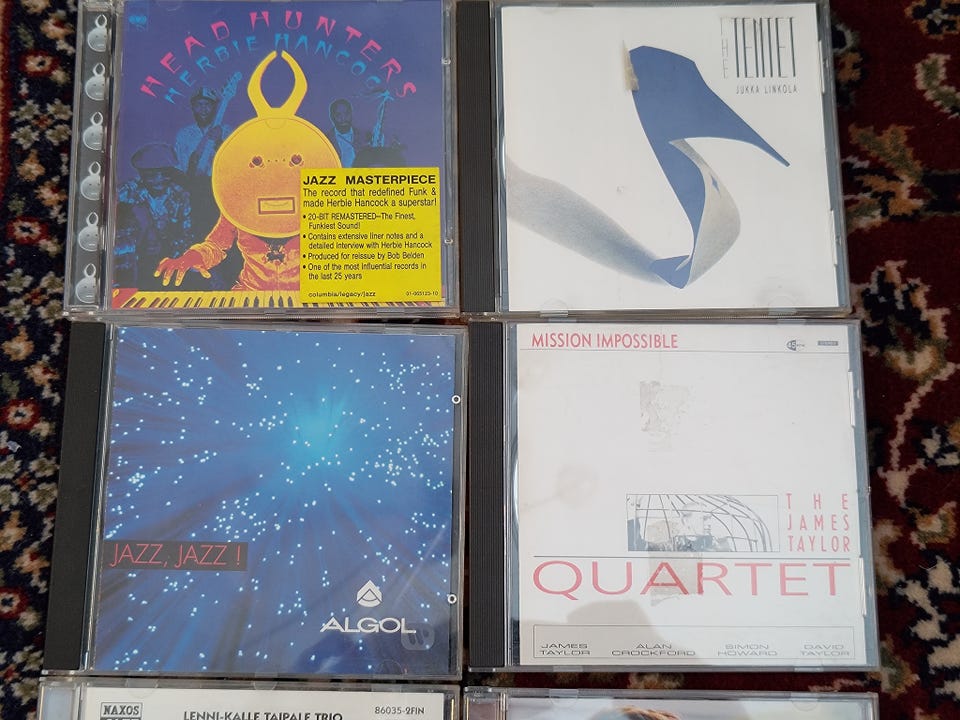 HEAD HUNTERS
HERBIE HANCOCK
JAZZ MASTERPIECE
The record that redefined Funk &
made Herbie Hancock a superstar!
• 20-BIT REMASTERED–The Finest,
Funkiest Sound!
• Contains extensive liner notes and a
detailed Interview with Herbie Hancock
• Produced for reissue by Bob Belden
• One of the most influential records in
the last 25 years
columbia/legacy/jazz
THE
TENTET
JUKKA LINKOLA
JAZZ, JAZZ !
ALGOL
MISSION IMPOSSIBLE
45
STEREO
THE
JAMES
TAYLOR
QUARTET
JAMES TAYLOR
ALAN CROCKFORD
SIMON HOWARD
DAVID TAYLOR
NAXOS
LENNI-KALLE TAIPALE TRIO
86035-2FIN